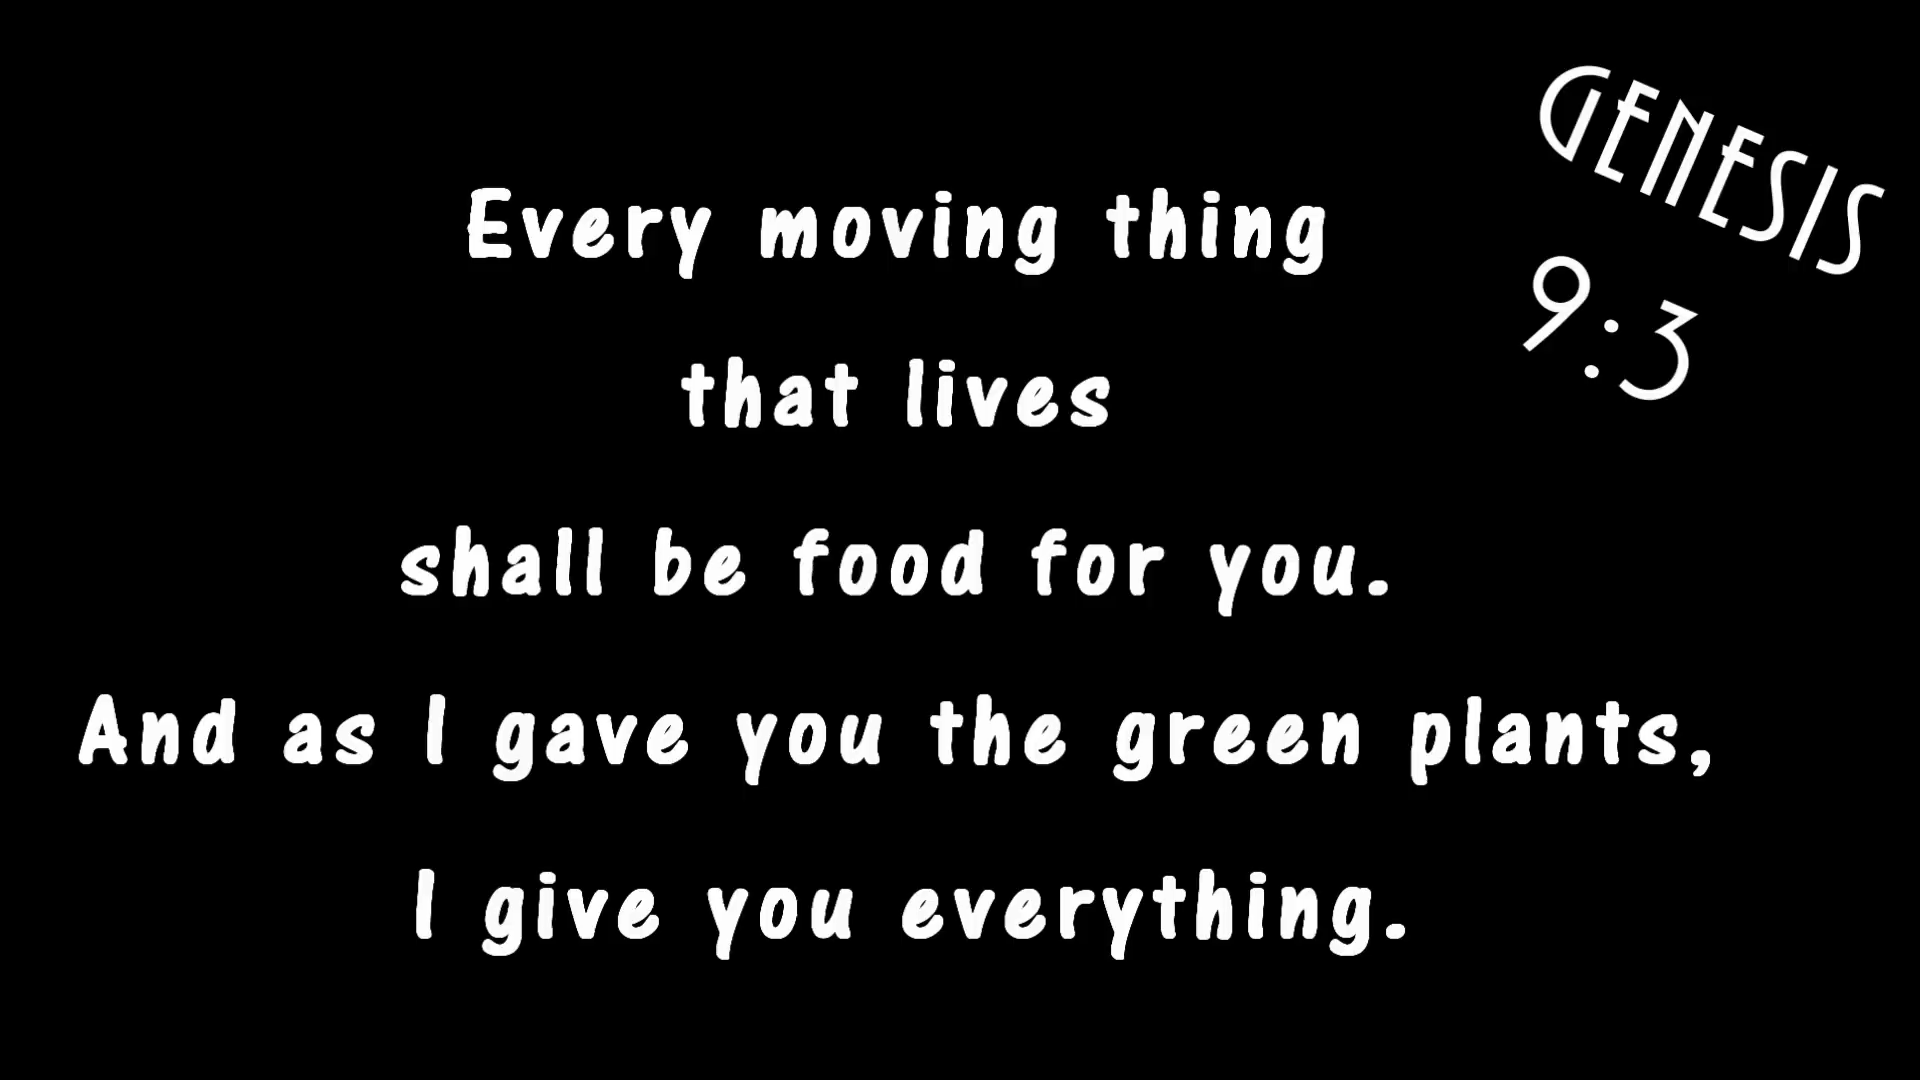 GENESIS
9:3
Every moving thing
that lives
shall be food for you.
And as I gave you the green plants,
I give you everything.